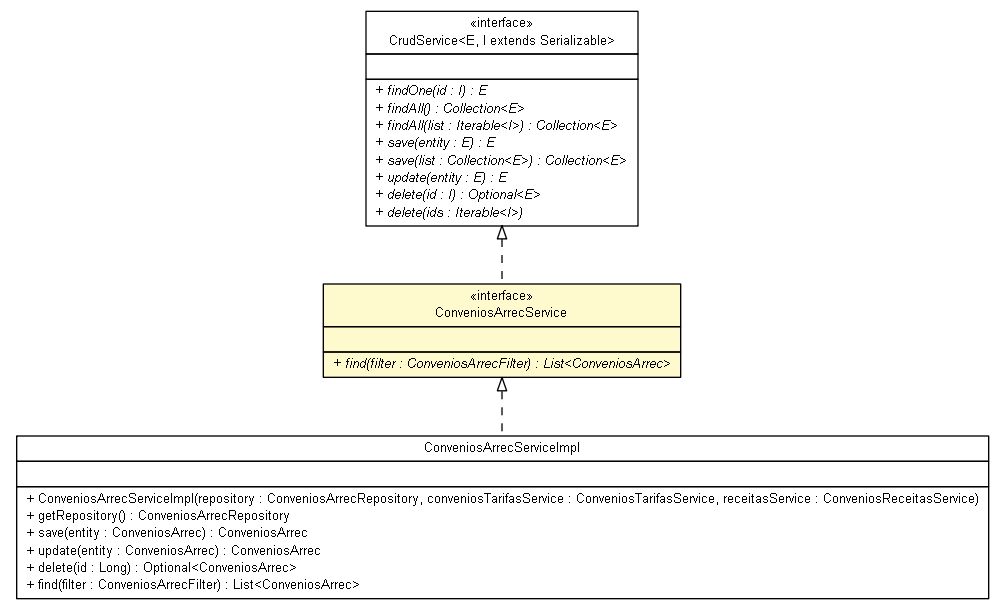 «interface»
CrudService<E, I extends Serializable>
+ findOne(id : I) : E
+ findAll() : Collection<E>
+ findAll(list : Iterable<I>) : Collection<E>
+ save(entity : E) : E
+ save(list : Collection<E>) : Collection<E>
+ update(entity : E) : E
+ delete(id : I) : Optional<E>
+ delete(ids : Iterable<I>)
«interface»
ConveniosArrecService
+ find(filter : ConveniosArrecFilter) : List<ConveniosArrec>
ConveniosArrecServiceImpl
+ ConveniosArrecServiceImpl(repository : ConveniosArrecRepository, conveniosTarifasService : ConveniosTarifasService, receitasService : ConveniosReceitasService)
+ getRepository() : ConveniosArrecRepository
+ save(entity : ConveniosArrec) : ConveniosArrec
+ update(entity : ConveniosArrec) : ConveniosArrec
+ delete(id : Long) : Optional<ConveniosArrec>
+ find(filter : ConveniosArrecFilter) : List<ConveniosArrec>